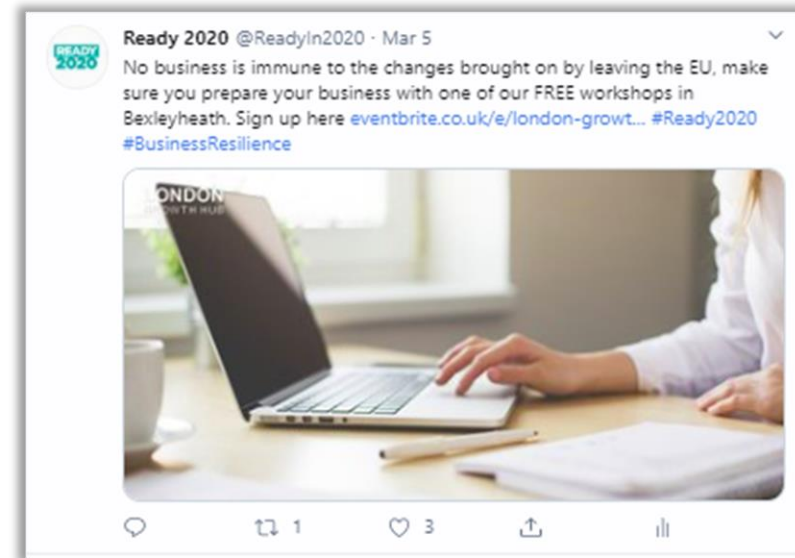 READY
2020
Ready 2020 @ReadyIn2020 · Mar 5
No business is immune to the changes brought on by leaving the EU, make
sure you prepare your business with one of our FREE workshops in
Bexleyheath. Sign up here eventbrite.co.uk/e/london-growt... #Ready2020
#BusinessResilience
LONDON
GROWTH HUB
1
3